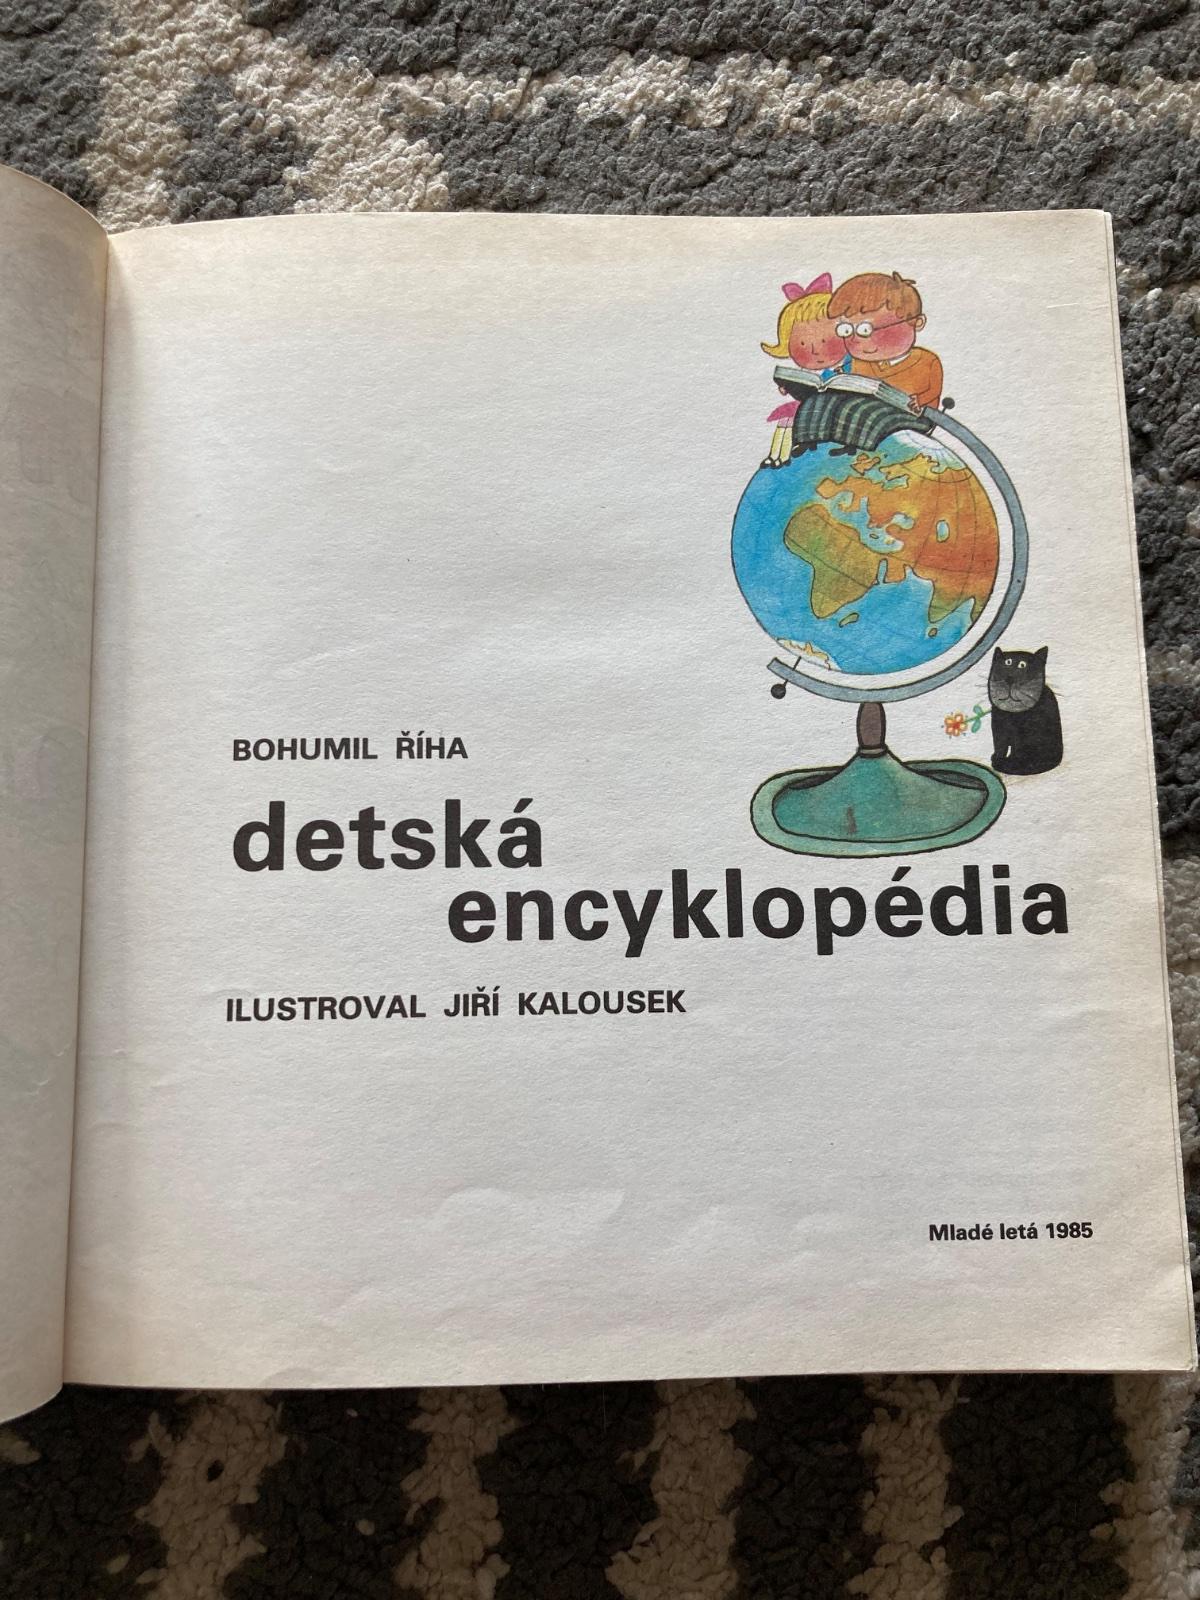 BOHUMIL ŘÍHA
detská
encyklopédia
ILUSTROVAL JIŘÍ KALOUSEK
Mladé letá 1985